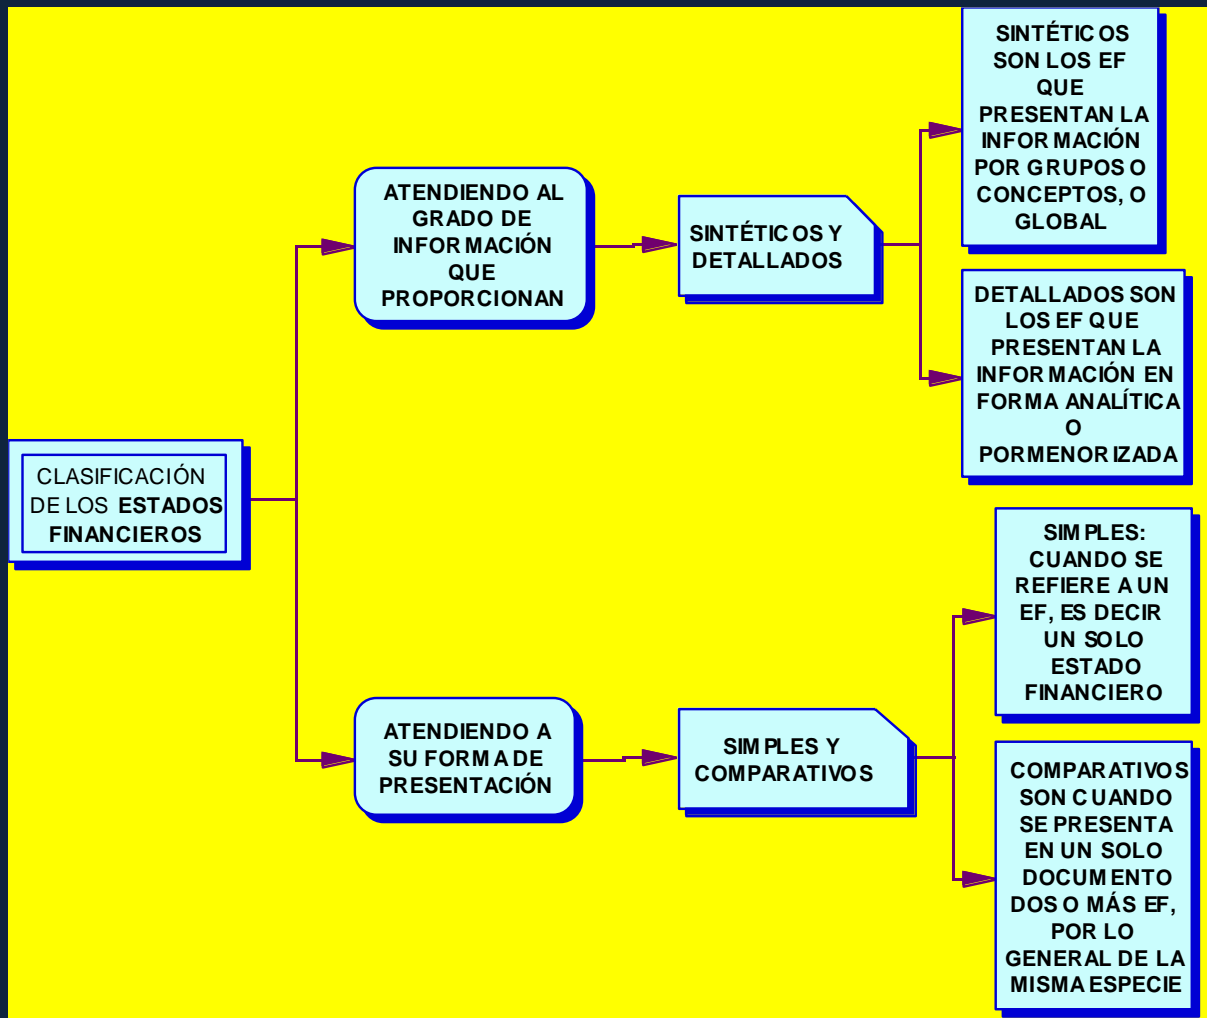 CLASIFICACIÓN
DE LOS ESTADOS
FINANCIEROS
ATENDIENDO AL
GRADO DE
INFORMACIÓN
QUE
PROPORCIONAN
SINTÉTICOS Y
DETALLADOS
SINTÉTICOS
SON LOS EF
QUE
PRESENTAN LA
INFORMACIÓN
POR GRUPOS O
CONCEPTOS, O
GLOBAL
DETALLADOS SON
LOS EF QUE
PRESENTAN LA
INFORMACIÓN EN
FORMA ANALÍTICA
O
PORMENORIZADA
ATENDIENDO A
SU FORMA DE
PRESENTACIÓN
SIMPLES Y
COMPARATIVOS
SIMPLES:
CUANDO SE
REFIERE A UN
EF, ES DECIR
UN SOLO
ESTADO
FINANCIERO
COMPARATIVOS
SON CUANDO
SE PRESENTA
EN UN SOLO
DOCUMENTO
DOS O MÁS EF,
POR LO
GENERAL DE LA
MISMA ESPECIE